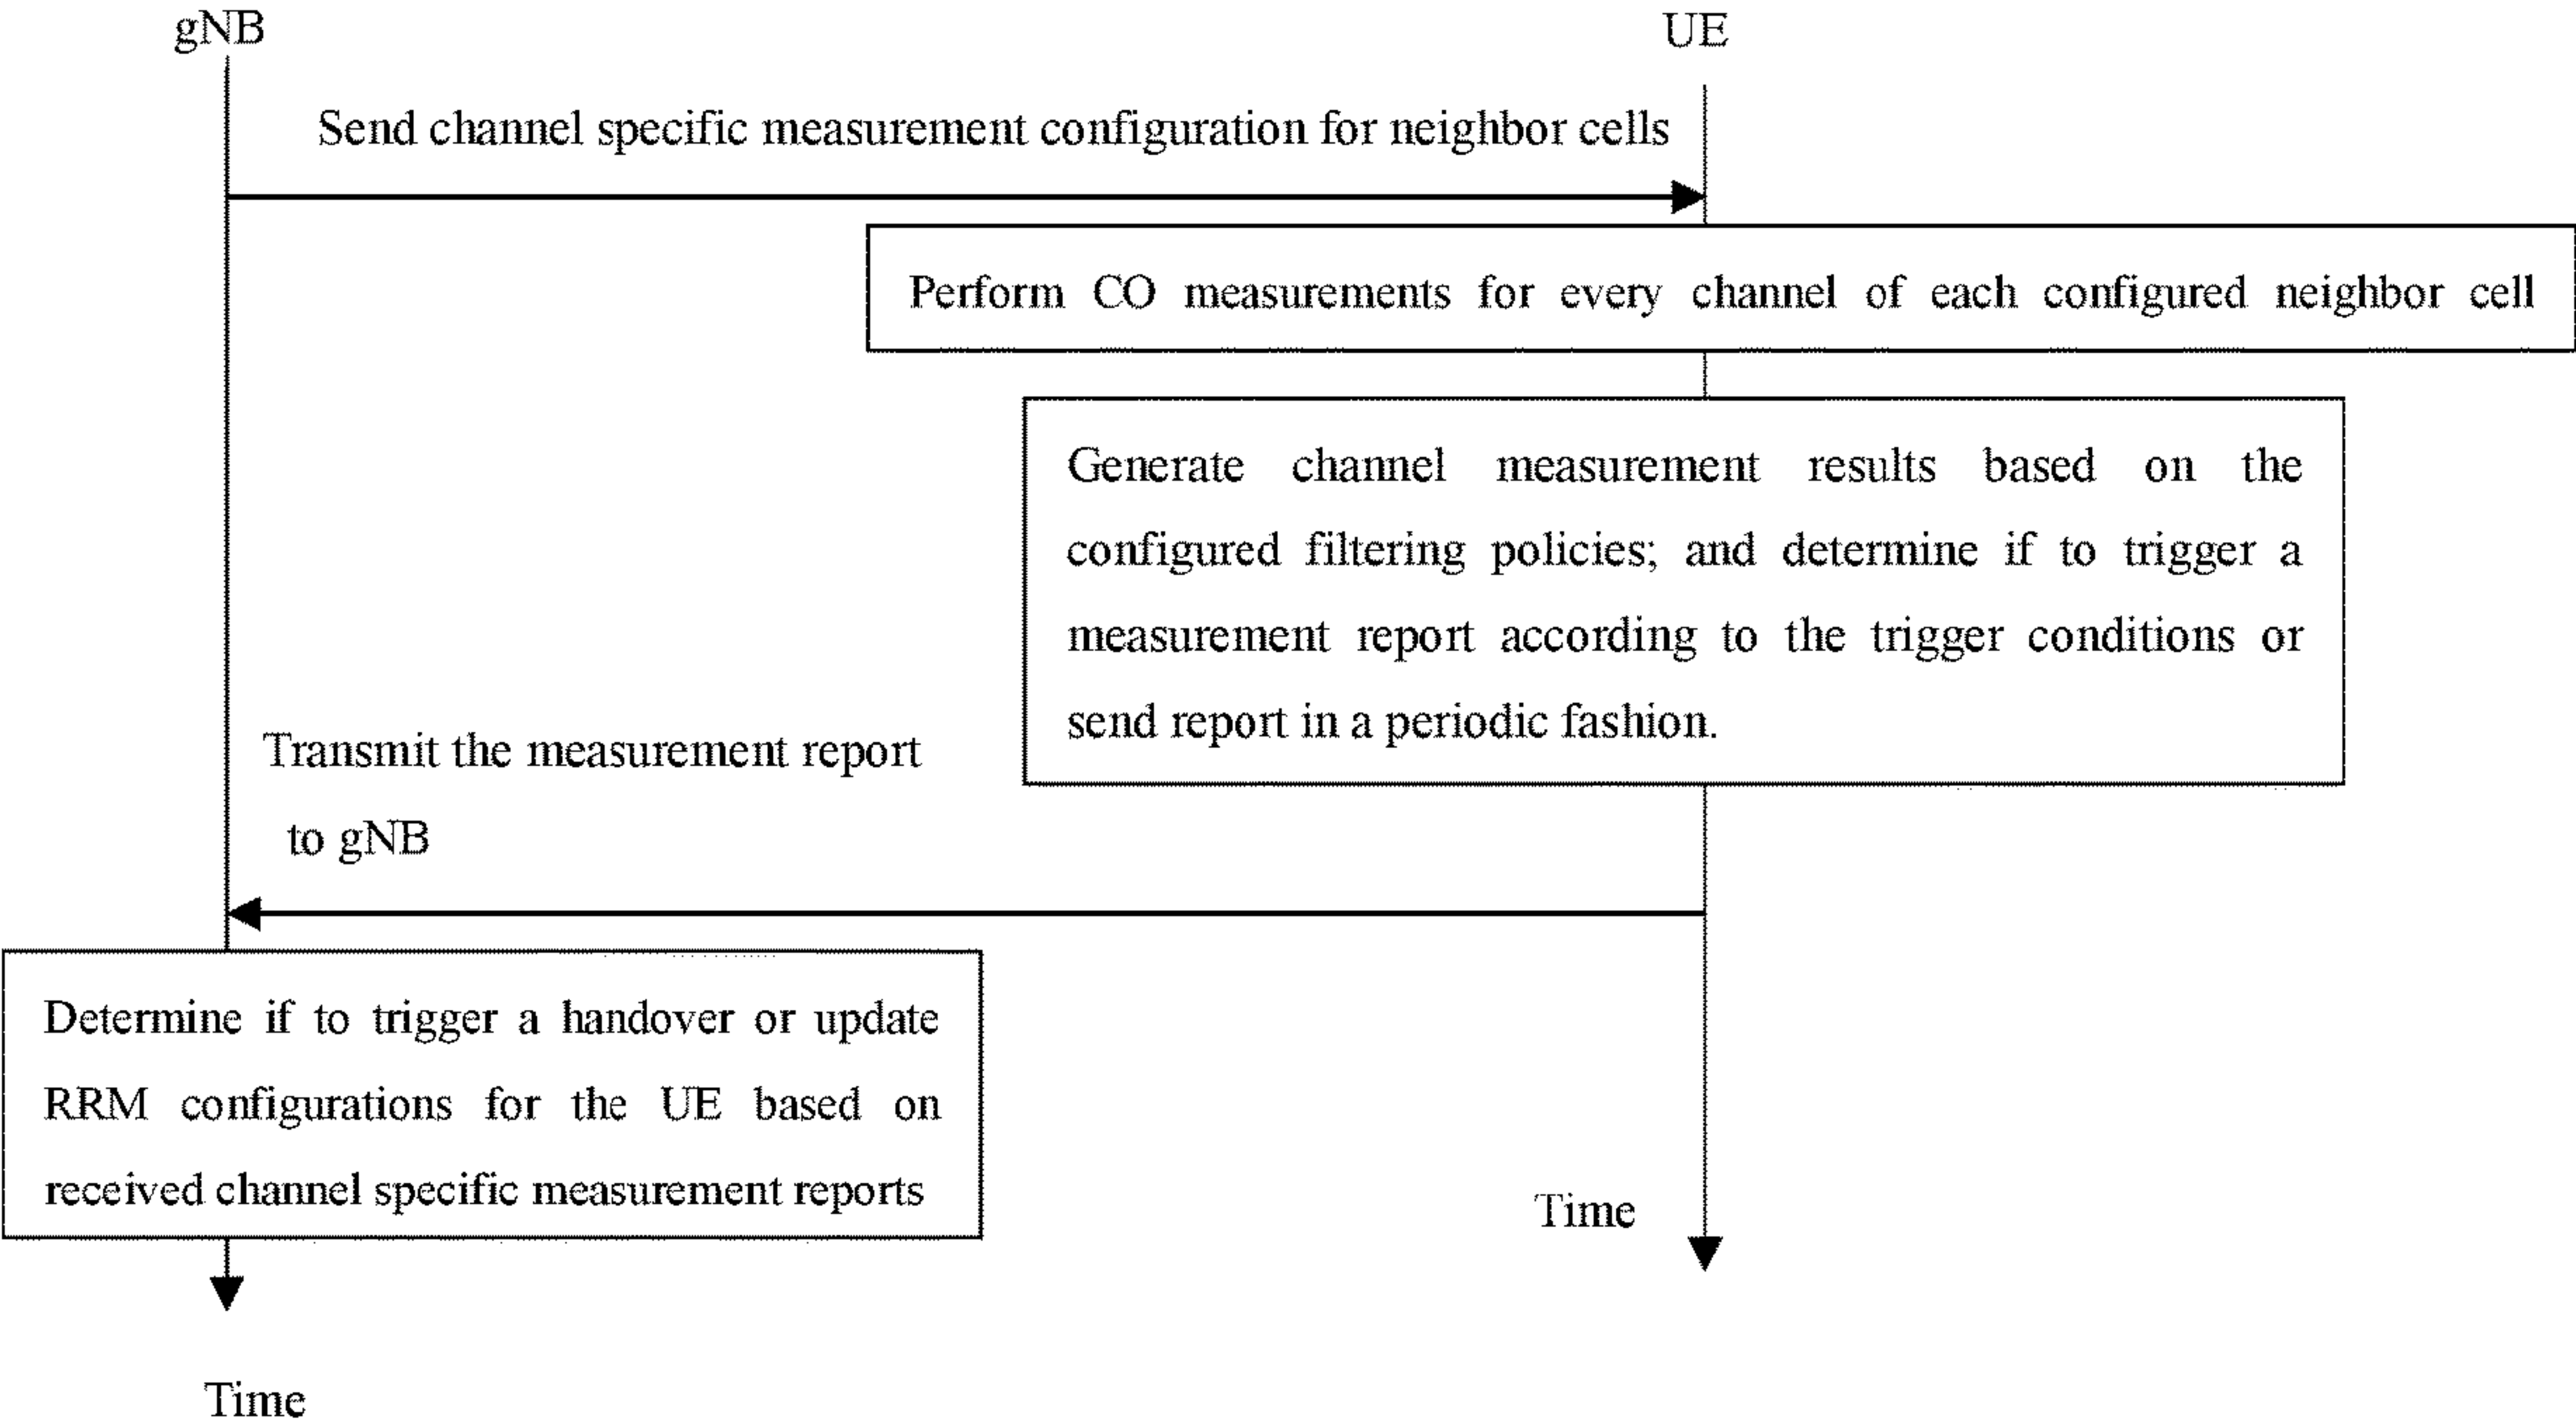 gNB
UE
Send channel specific measurement configuration for neighbor cells
Perform CO measurements for every channel of each configured neighbor cell
Generate channel measurement results based on the
configured filtering policies; and determine if to trigger a
measurement report according to the trigger conditions or
send report in a periodic fashion.
Transmit the measurement report
to gNB
Determine if to trigger a handover or update
RRM configurations for the UE based on
received channel specific measurement reports
Time
Time